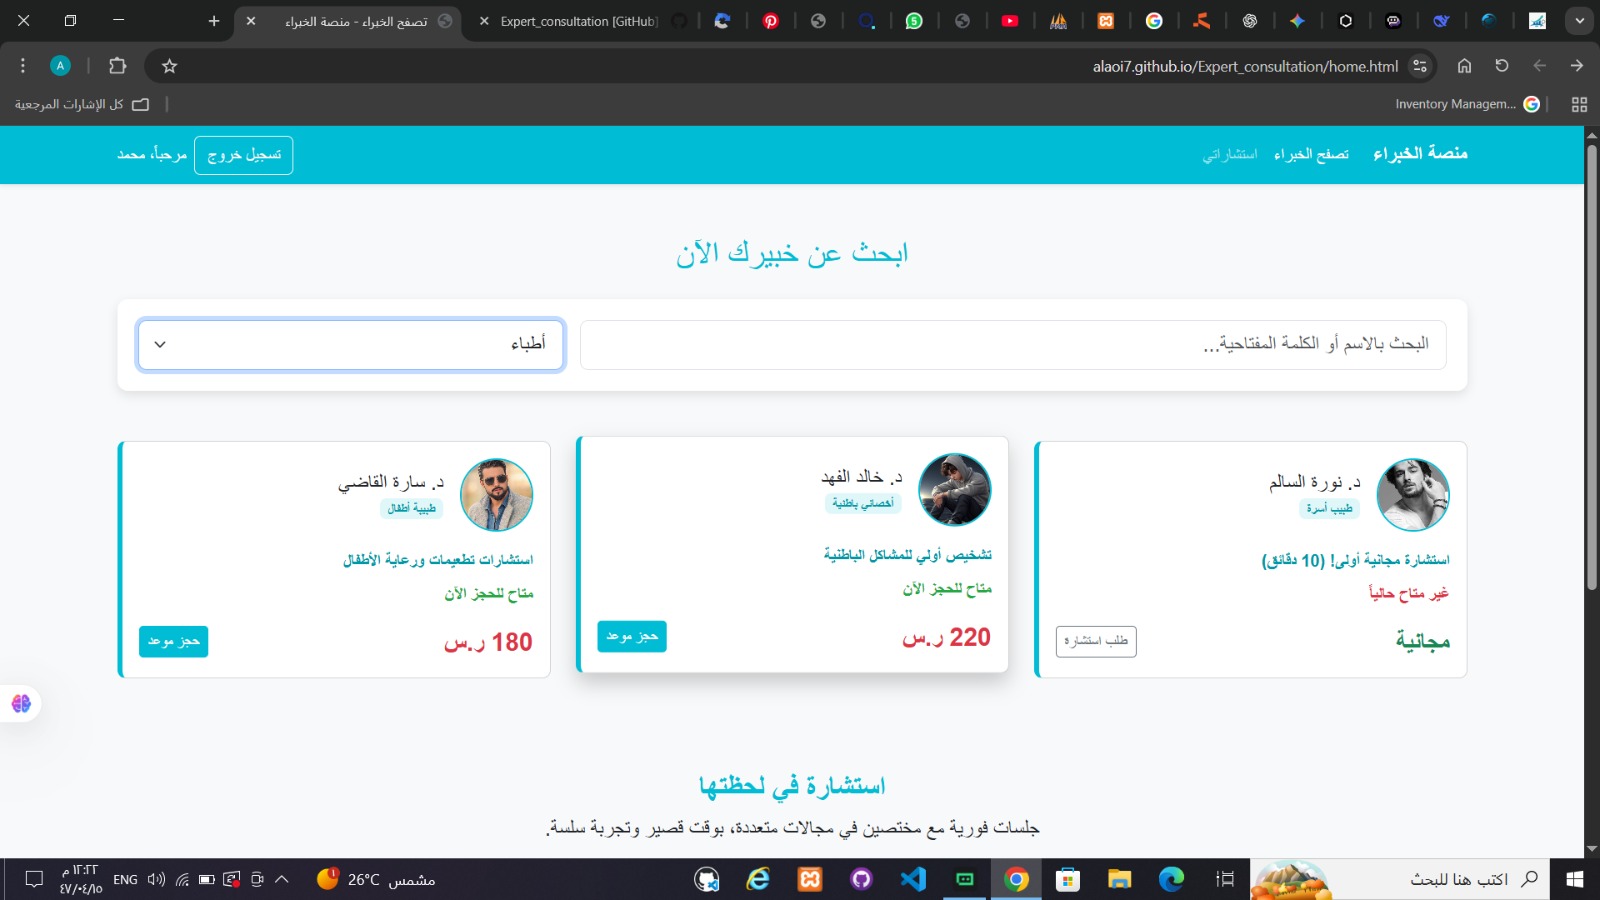 تصفح الخبراء - منصة الخبراء
Expert_consultation [GitHub]
alaoi7.github.io/Expert_consultation/home.html
A
Inventory Managem...
كل الإشارات المرجعية
منصة الخبراء
تصفح الخبراء
استشاراتي
مرحباً، محمد
تسجيل خروج
ابحث عن خبيرك الآن
البحث بالاسم أو الكلمة المفتاحية...
أطباء
د. نورة السالم
طبيب أسرة
استشارة مجانية أولى! (10 دقائق)
غير متاح حالياً
مجانية
طلب استشارة
د. خالد الفهد
أخصائي باطنية
تشخيص أولي للمشاكل الباطنية
متاح للحجز الآن
220 ر.س
حجز موعد
د. سارة القاضي
طبيبة أطفال
استشارات تطعيمات ورعاية الأطفال
متاح للحجز الآن
180 ر.س
حجز موعد
استشارة في لحظتها
جلسات فورية مع مختصين في مجالات متعددة، بوقت قصير وتجربة سلسة.
اكتب هنا للبحث
26°C مشمس
ENG
١٢:٢٢ م
٤٧/٠٤/١٥